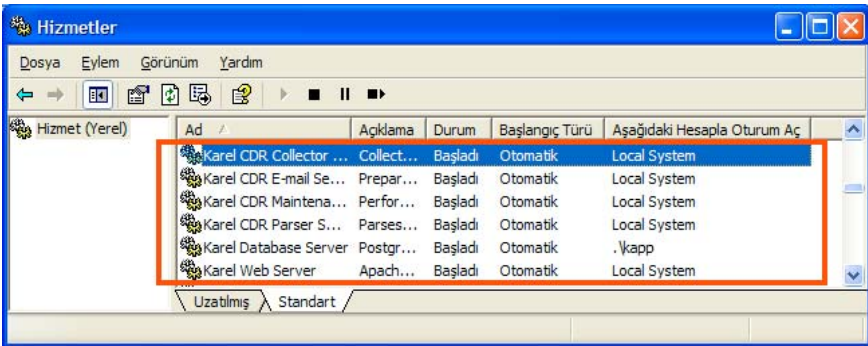 Hizmetler
Dosya Eylem Görünüm Yardım
Hizmet (Yerel)
Ad Açıklama Durum Başlangıç Türü Aşağıdaki Hesapla Oturum Aç
Karel CDR Collector ... Collect... Başladı Otomatik Local System
Karel CDR E-mail Se... Prepar... Başladı Otomatik Local System
Karel CDR Maintena... Perfor... Başladı Otomatik Local System
Karel CDR Parser S... Parses... Başladı Otomatik Local System
Karel Database Server Postgr... Başladı Otomatik .\kapp
Karel Web Server Apach... Başladı Otomatik Local System
Uzatılmış Standart